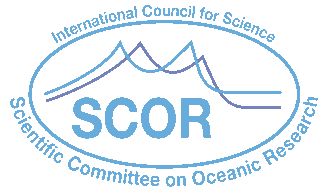 International Council for Science
SCOR
Scientific Committee on Oceanic Research